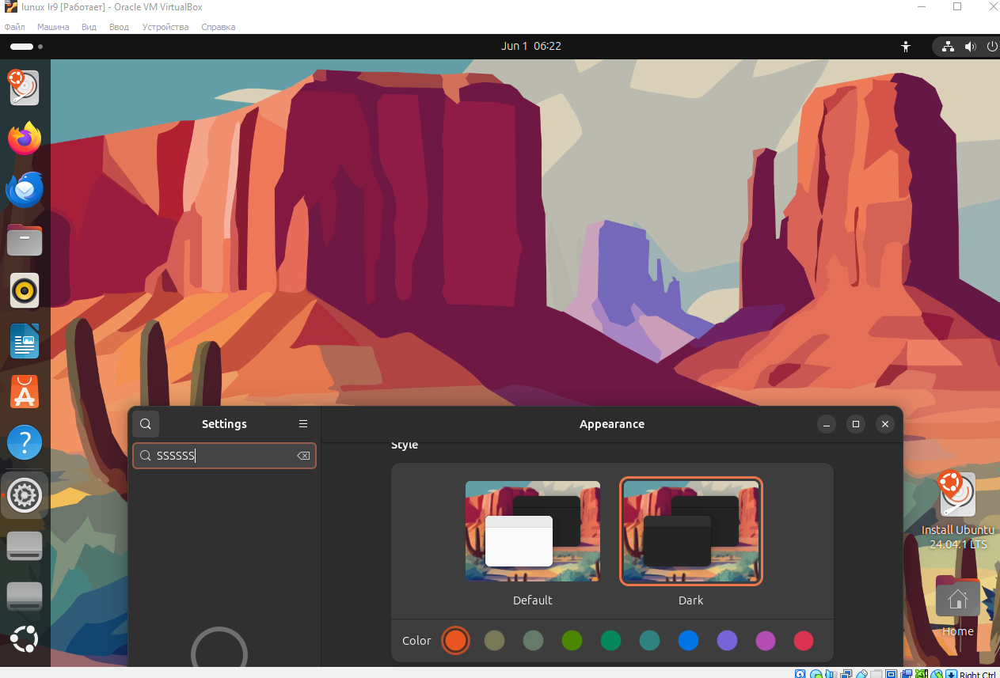 lunux lr9 [Работает] - Oracle VM VirtualBox
Файл Машина Вид Ввод Устройства Справка
Jun 1 06:22
Settings
Appearance
SSSSSS
Style
Default
Dark
Color
Install Ubuntu
24.04.1 LTS
Home
Right Ctrl